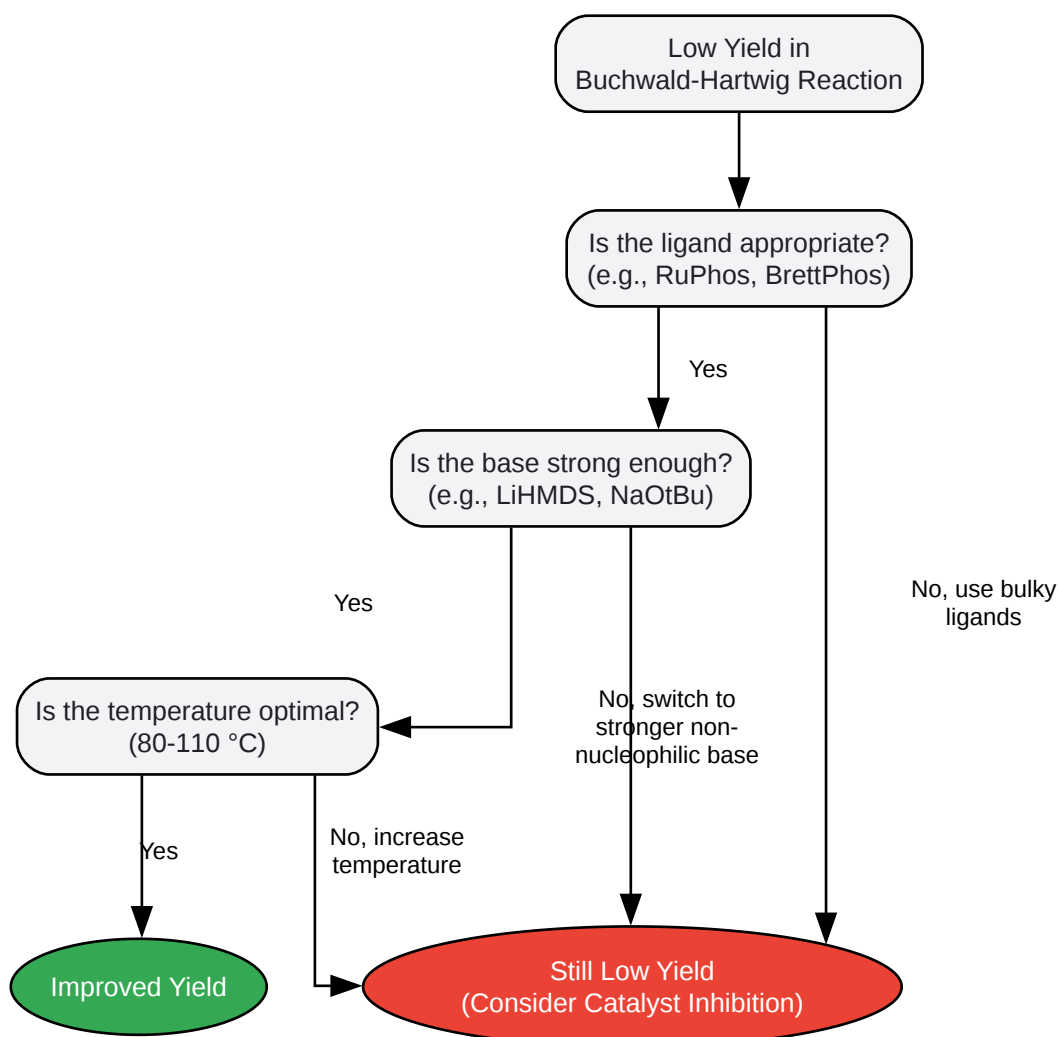 Low Yield in
Buchwald-Hartwig Reaction
Is the ligand appropriate?
(e.g., RuPhos, BrettPhos)
Yes
Is the base strong enough?
(e.g., LiHMDS, NaOtBu)
Yes
No, use bulky
ligands
Is the temperature optimal?
(80-110 °C)
No, switch to
stronger non-
nucleophilic base
Yes
No, increase
temperature
Improved Yield
Still Low Yield
(Consider Catalyst Inhibition)